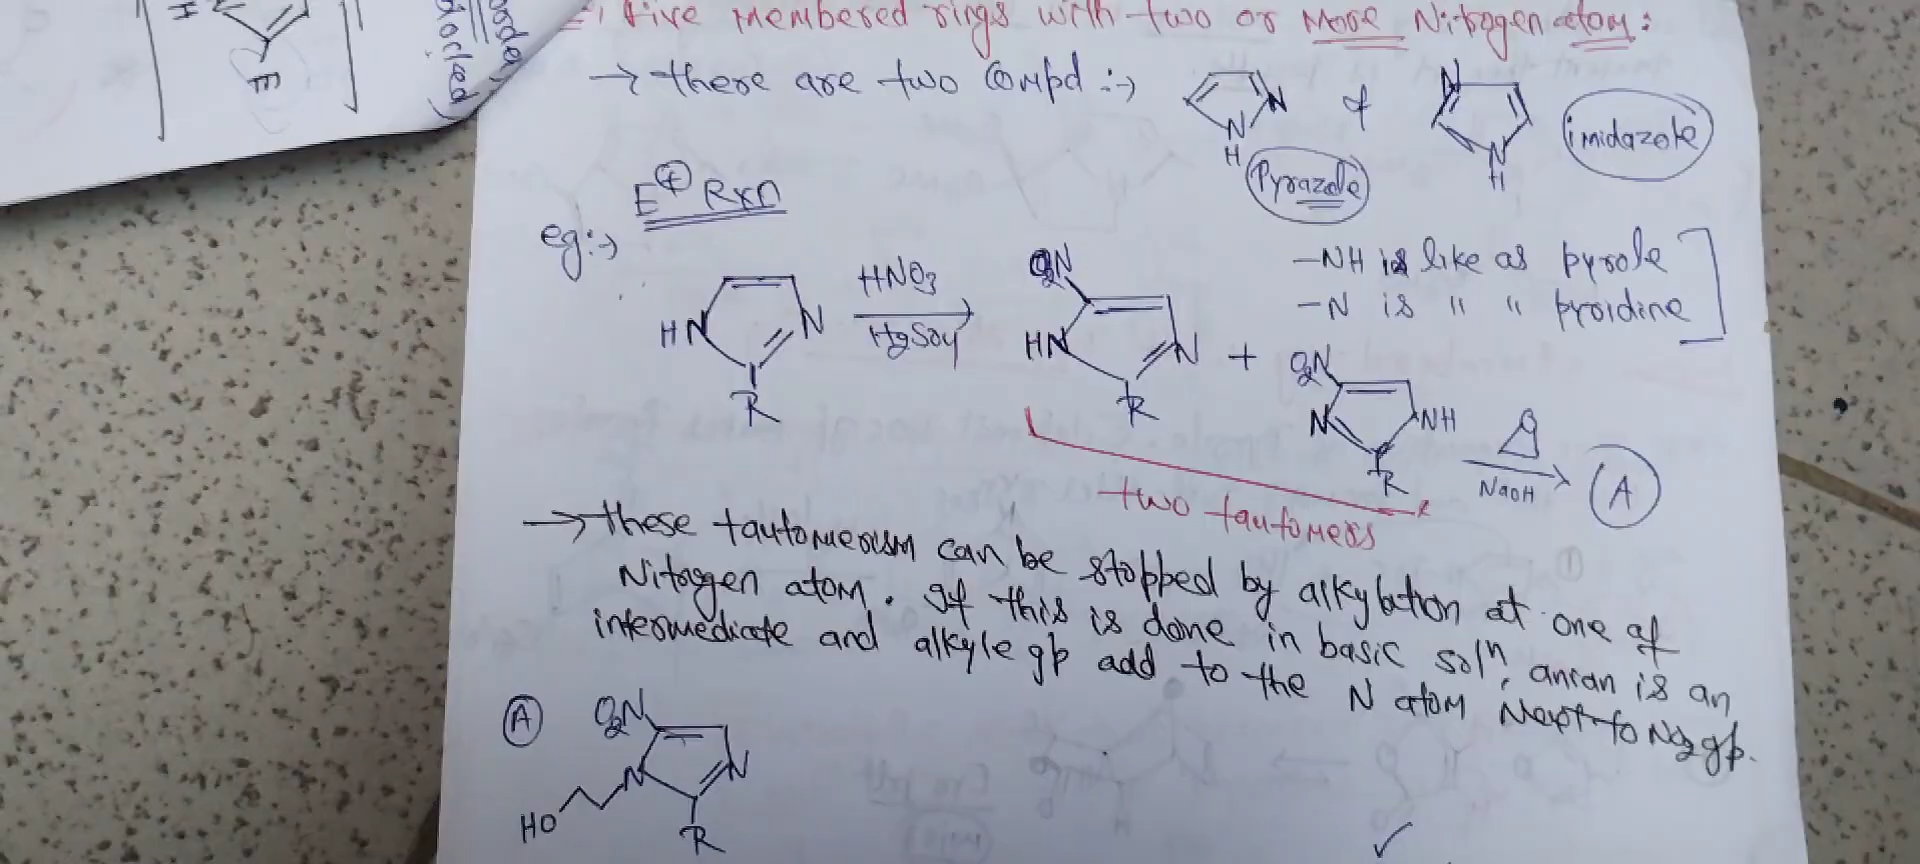 five membered rings with two or More Nitrogen atom:
→ there are two Compd :→ N N H & N N H imidazole
Pyrazole
E⊕ Rxn
eg:→
–NH is like as pyrole
–N is " " pyridine
HN N R HNO3 H2SO4 O2N HN N R + O2N N NH R NaOH A
two tautomers
→ these tautomerism can be stopped by alkylation at one of
Nitrogen atom. If this is done in basic soln, anion is an
intermediate and alkyle gp add to the N atom Next to NO2 gp.
A O2N N N HO R